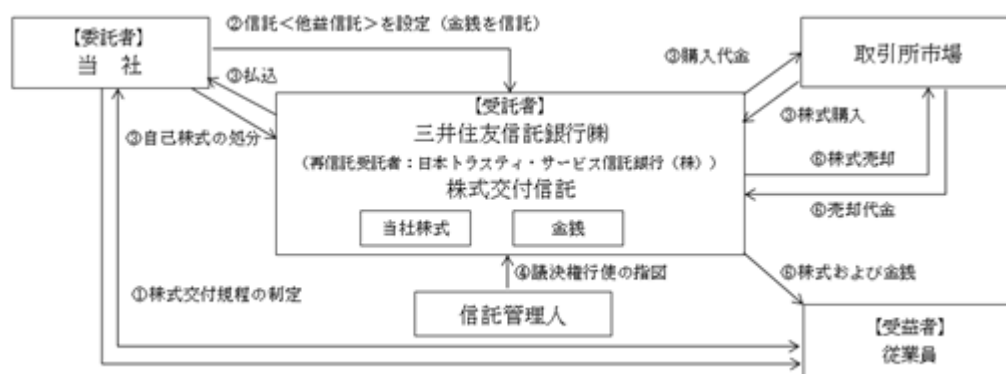 ②信託<他益信託>を設定(金銭を信託)
【委託者】
当 社
③払込
③購入代金
取引所市場
【受託者】
三井住友信託銀行㈱
(再信託受託者:日本トラスティ・サービス信託銀行(株))
株式交付信託
当社株式
金銭
③自己株式の処分
③株式購入
⑥株式売却
⑥売却代金
④議決権行使の指図
⑥株式および金銭
①株式交付規程の制定
信託管理人
【受益者】
従業員